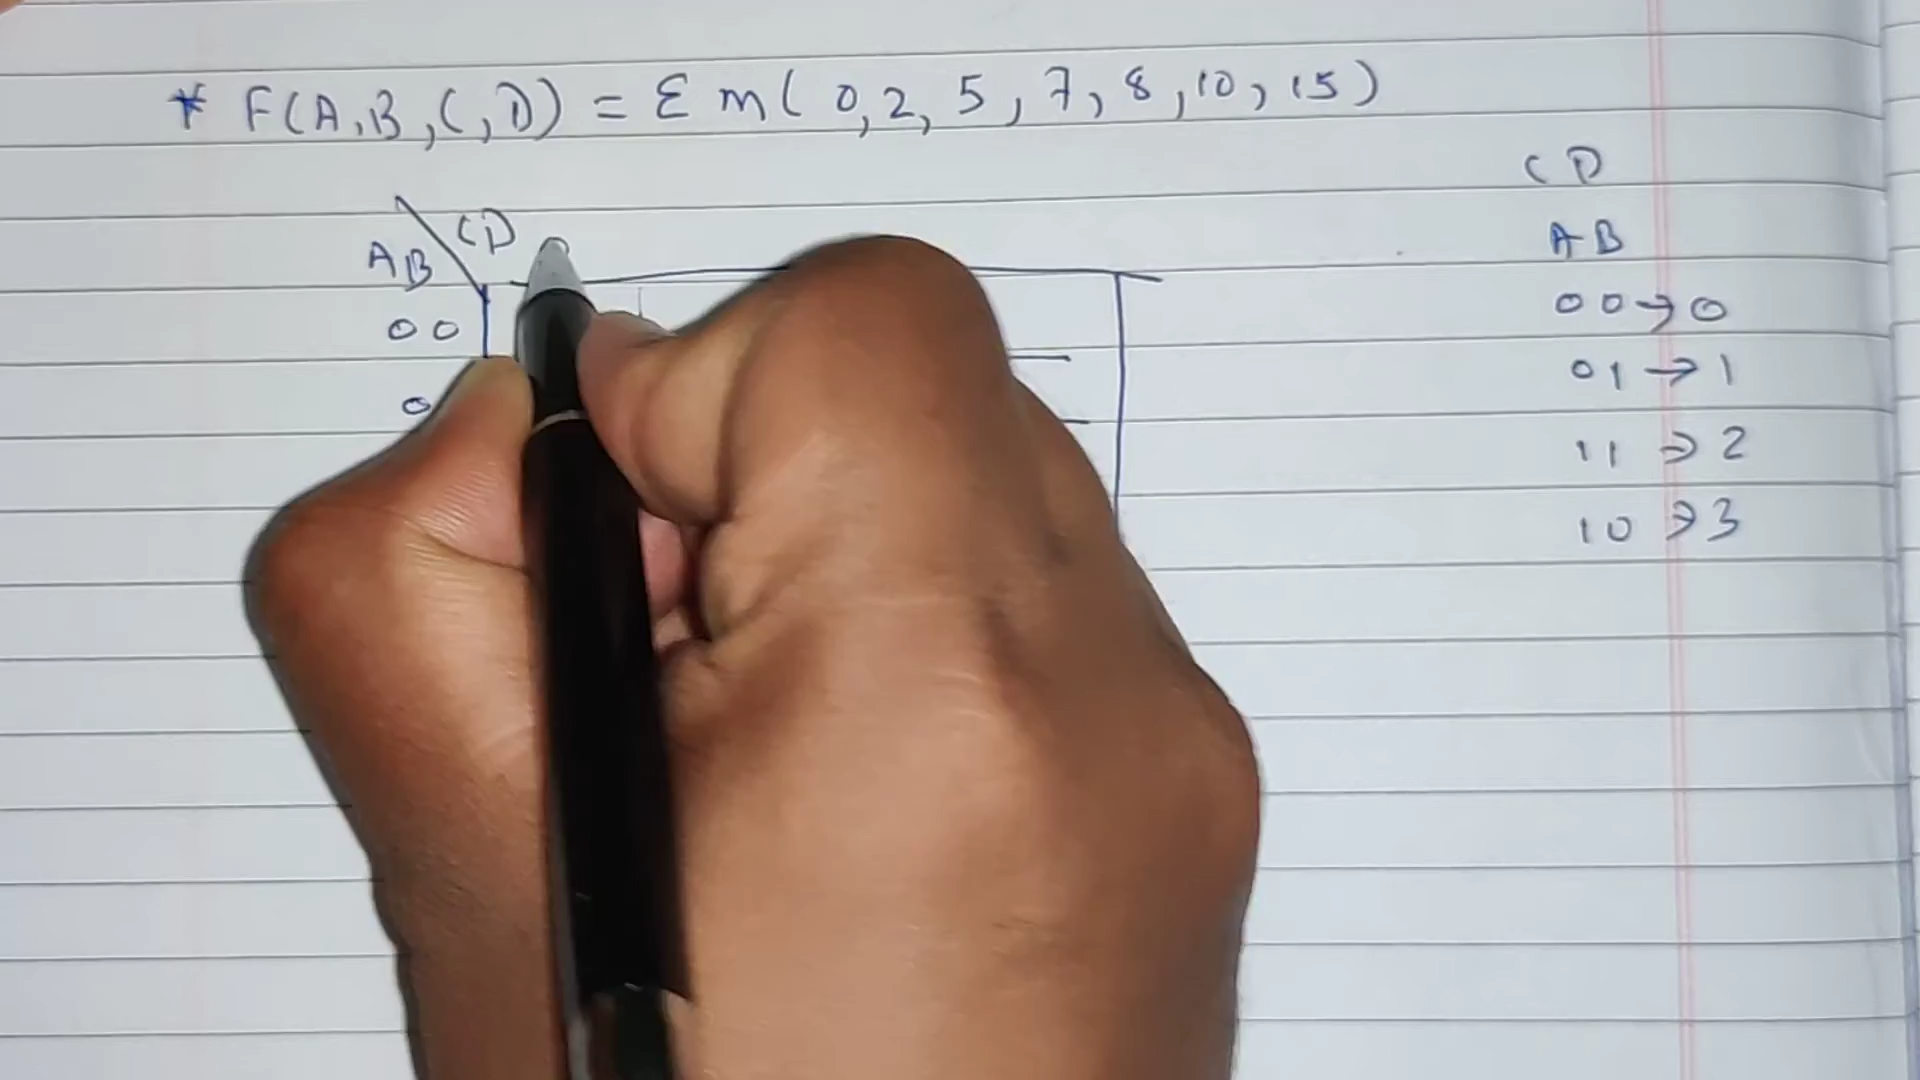 * F(A,B,C,D) = Σ m( 0,2,5,7,8,10,15)
CD
AB
00→0
01→1
11→2
10→3
CD
AB
00
0